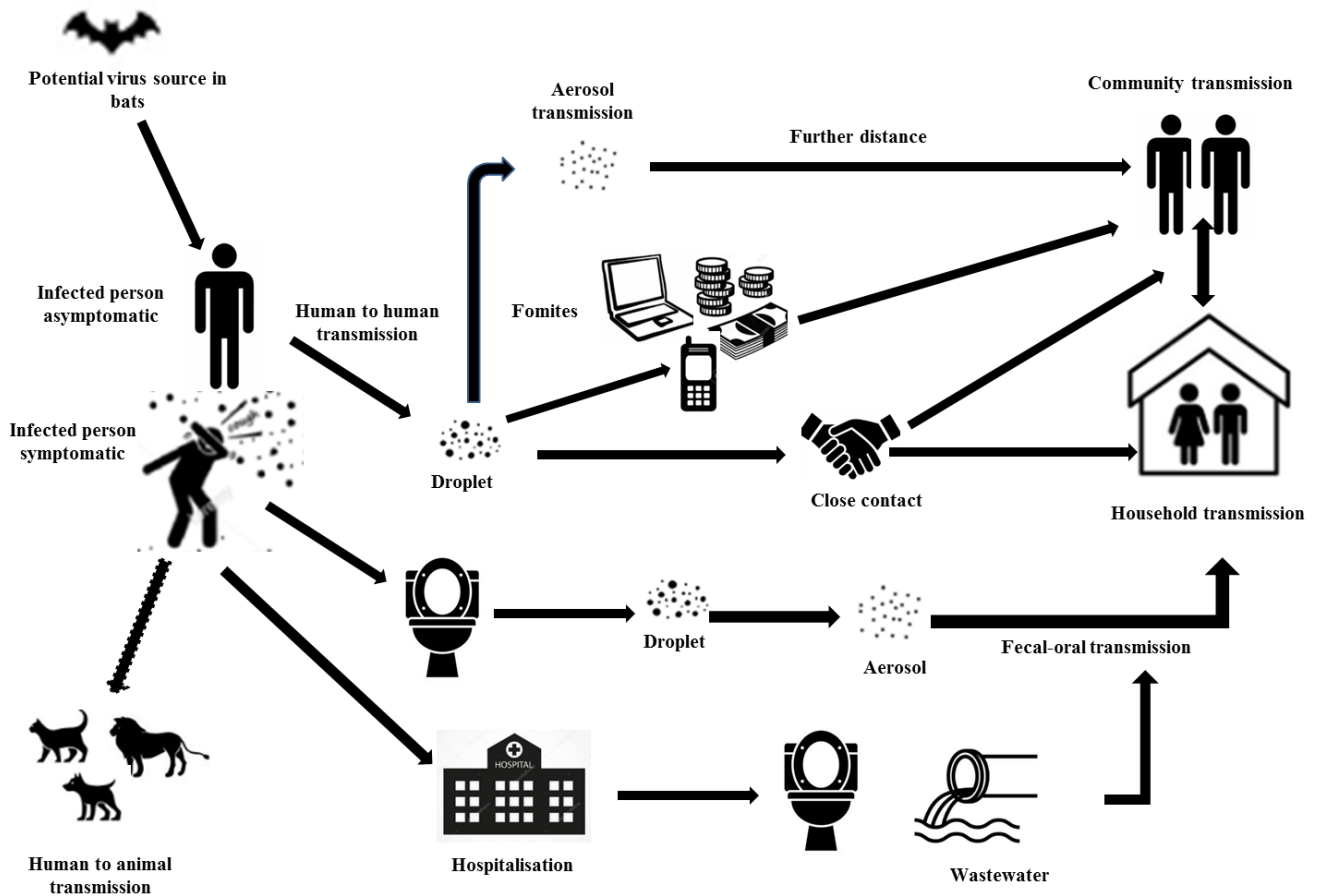 Potential virus source in
bats
Aerosol
transmission
Community transmission
Further distance
Infected person
asymptomatic
Human to human
transmission
Fomites
Infected person
symptomatic
cough
Droplet
Close contact
Household transmission
Droplet
Aerosol
Fecal-oral transmission
HOSPITAL
Hospitalisation
Wastewater
Human to animal
transmission